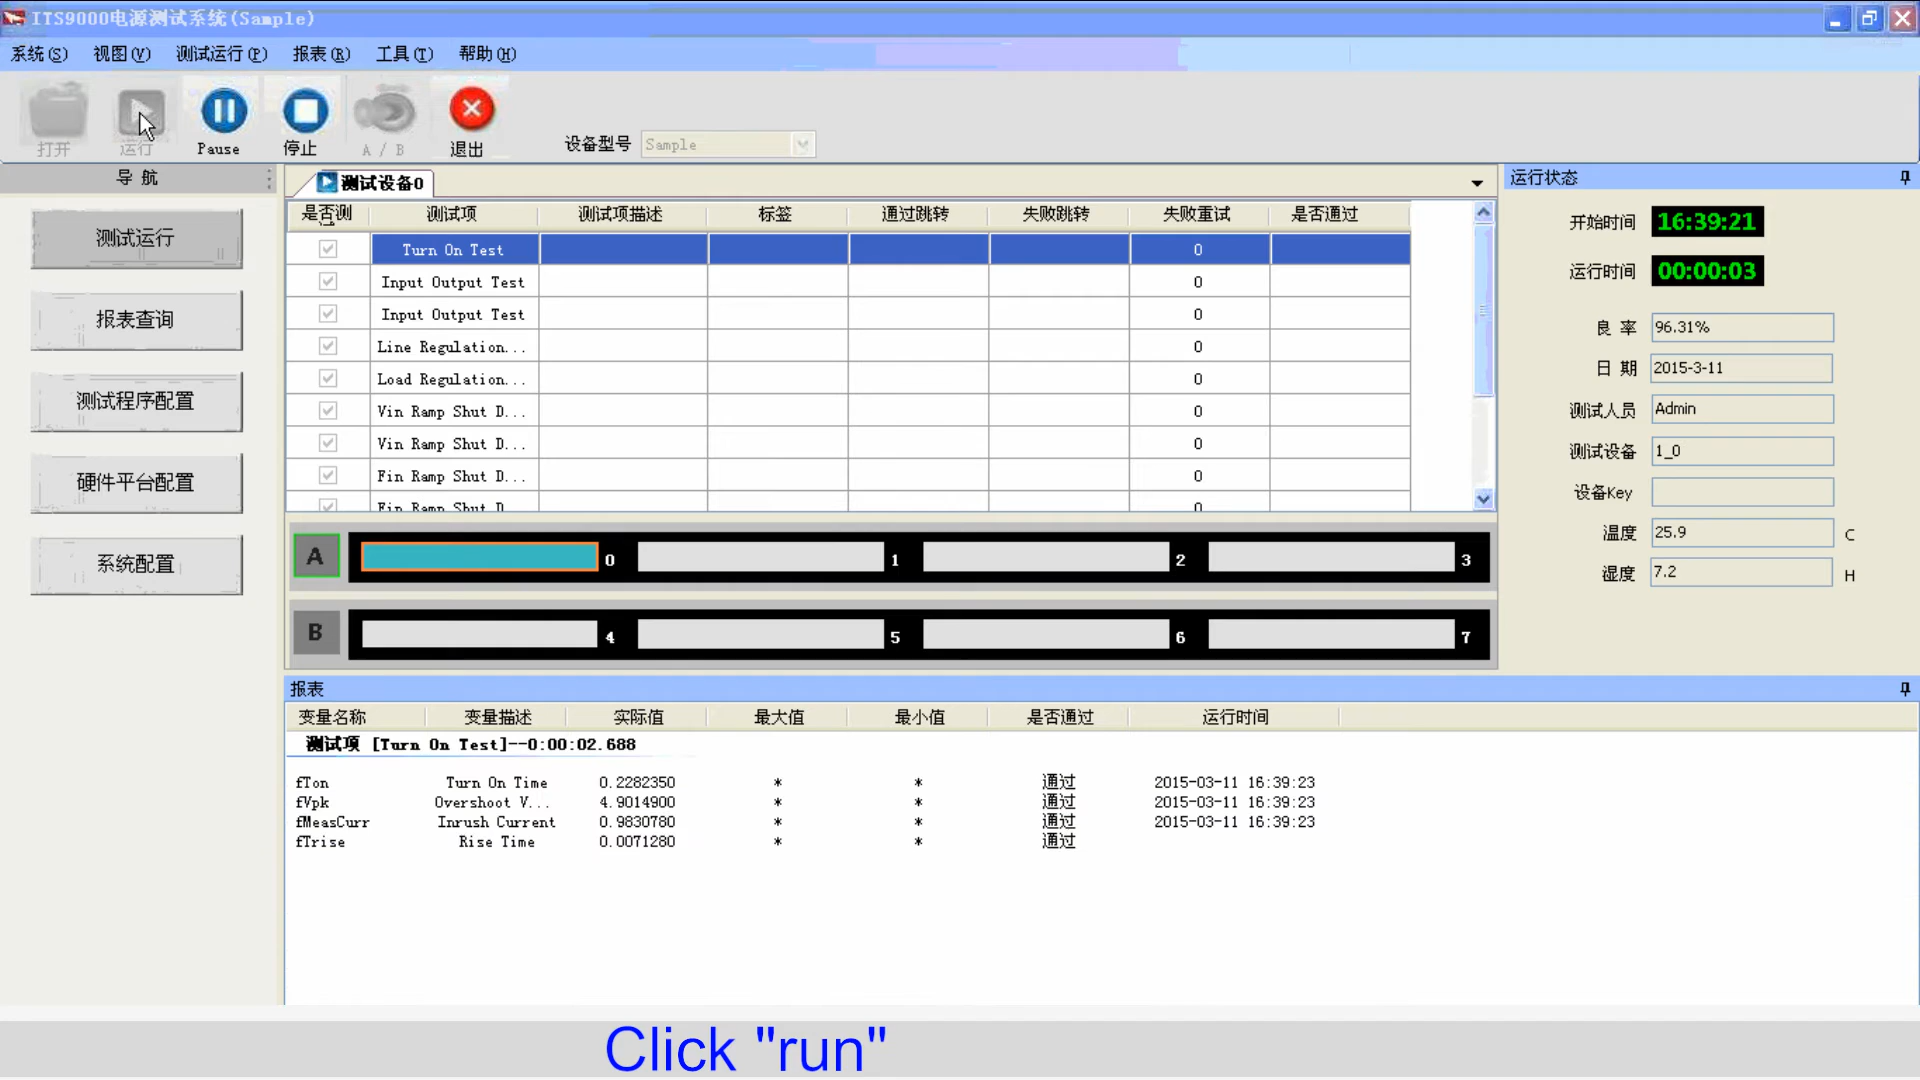 ITS9000电源测试系统(Sample)
系统(S) 视图(V) 测试运行(P) 报表(R) 工具(T) 帮助(H)
打开 运行 Pause 停止 A / B 退出 设备型号 Sample
导 航
测试运行
报表查询
测试程序配置
硬件平台配置
系统配置
测试设备0
是否测 测试项 测试项描述 标签 通过跳转 失败跳转 失败重试 是否通过
Turn On Test 0
Input Output Test 0
Input Output Test 0
Line Regulation... 0
Load Regulation... 0
Vin Ramp Shut D... 0
Vin Ramp Shut D... 0
Fin Ramp Shut D... 0
Fin Ramp Shut D 0
A 0 1 2 3
B 4 5 6 7
运行状态
开始时间 16:39:21
运行时间 00:00:03
良 率 96.31%
日 期 2015-3-11
测试人员 Admin
测试设备 1_0
设备Key
温度 25.9 C
湿度 7.2 H
报表
变量名称 变量描述 实际值 最大值 最小值 是否通过 运行时间
测试项 [Turn On Test]--0:00:02.688
fTon Turn On Time 0.2282350 * * 通过 2015-03-11 16:39:23
fVpk Overshoot V... 4.9014900 * * 通过 2015-03-11 16:39:23
fMeasCurr Inrush Current 0.9830780 * * 通过 2015-03-11 16:39:23
fTrise Rise Time 0.0071280 * * 通过
Click "run"